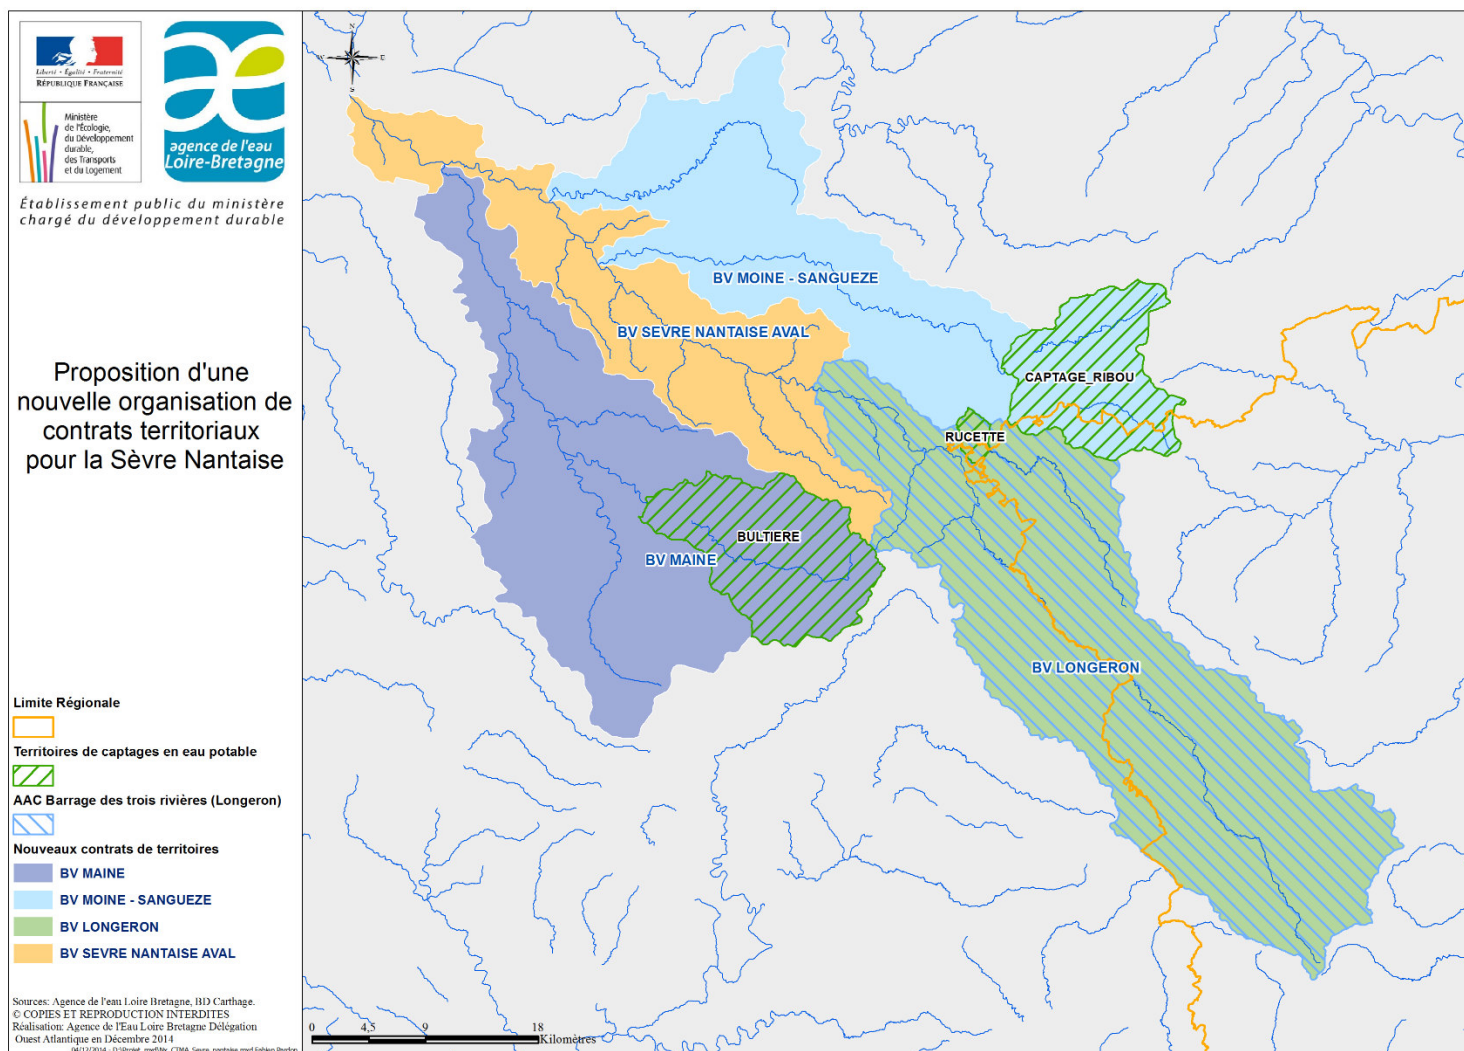 Liberté • Égalité • Fraternité
RÉPUBLIQUE FRANÇAISE
Ministère
de l'Écologie,
du Développement
durable,
des Transports
et du Logement
agence de l'eau
Loire-Bretagne
Établissement public du ministère
chargé du développement durable
Proposition d'une
nouvelle organisation de
contrats territoriaux
pour la Sèvre Nantaise
Limite Régionale
Territoires de captages en eau potable
AAC Barrage des trois rivières (Longeron)
Nouveaux contrats de territoires
BV MAINE
BV MOINE - SANGUEZE
BV LONGERON
BV SEVRE NANTAISE AVAL
Sources: Agence de l'eau Loire Bretagne, BD Carthage.
© COPIES ET REPRODUCTION INTERDITES
Réalisation: Agence de l'Eau Loire Bretagne Délégation
Ouest Atlantique en Décembre 2014
N
E
S
BV MOINE - SANGUEZE
BV SEVRE NANTAISE AVAL
CAPTAGE_RIBOU
RUCETTE
BULTIERE
BV MAINE
BV LONGERON
0 4,5 9 18
Kilomètres